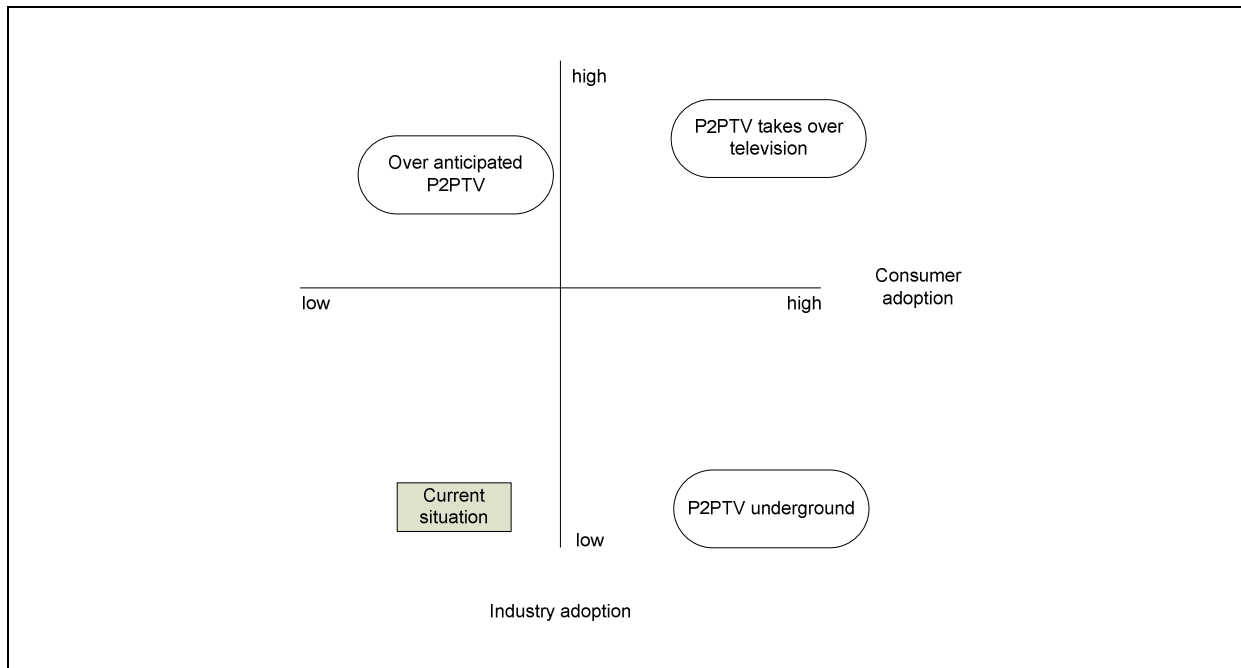 high
P2PTV takes over
television
Over anticipated
P2PTV
Consumer
adoption
low
high
Current
situation
P2PTV underground
low
Industry adoption